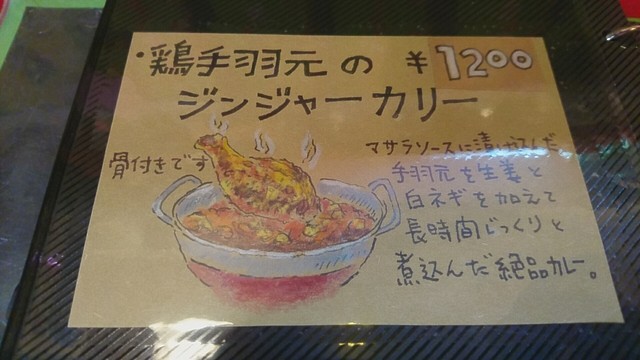 ・鶏手羽元の ¥1200
ジンジャーカリー
骨付きです
マサラソースに漬け込んだ
手羽元を生姜と
白ネギを加えて
長時間じっくりと
煮込んだ絶品カレー。